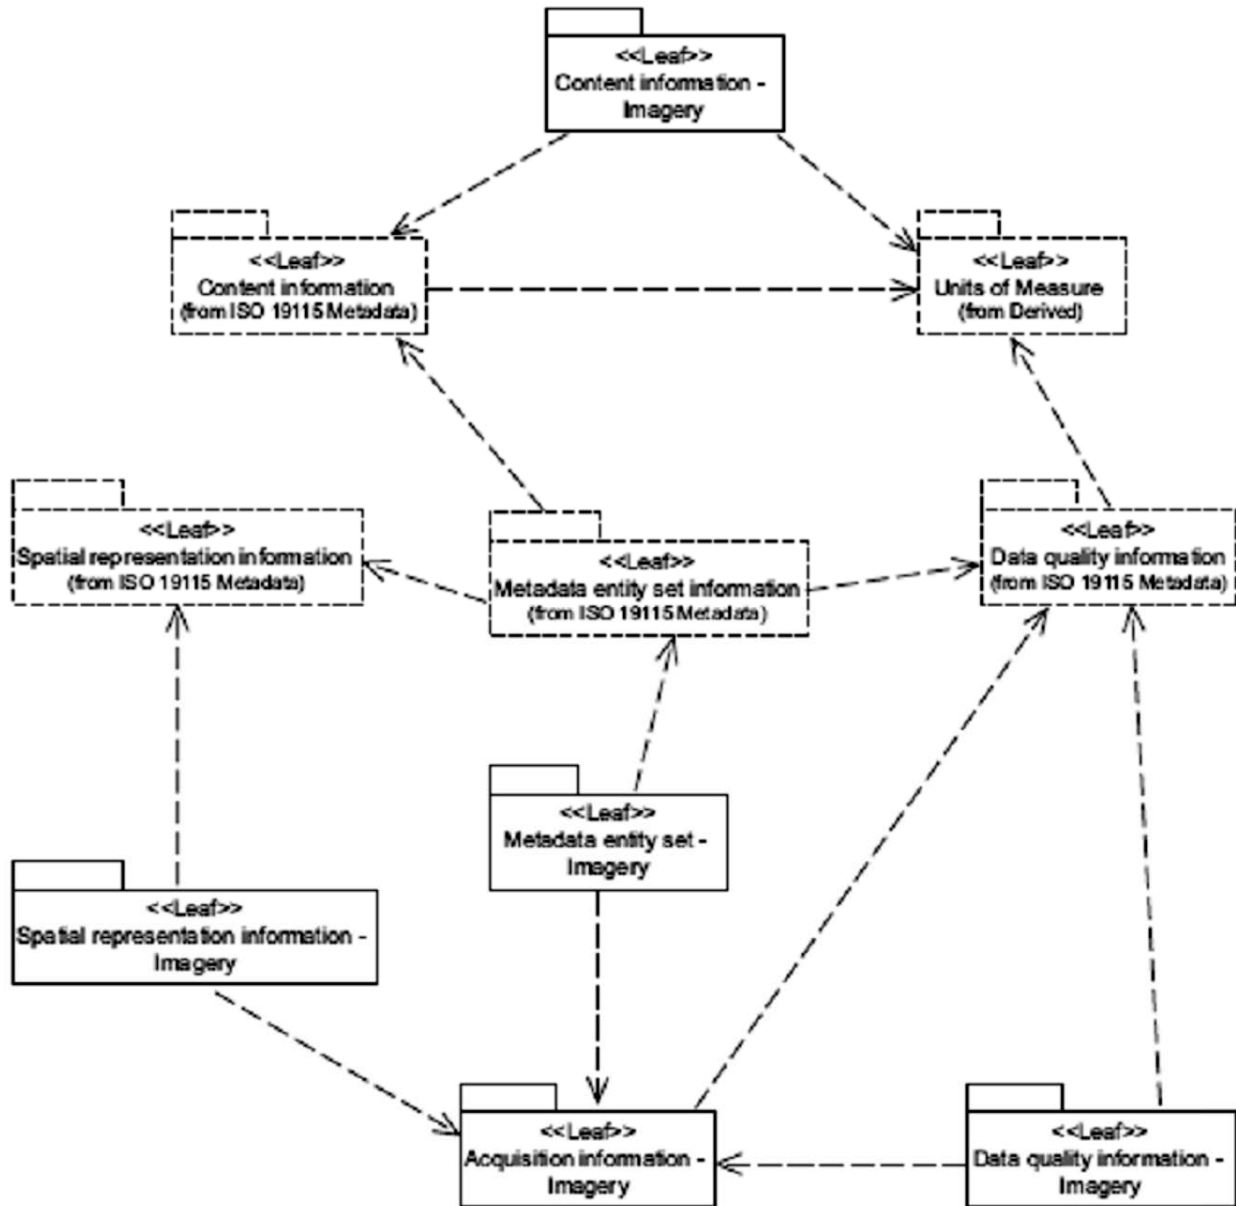 <<Leaf>>
Content information -
Imagery
<<Leaf>>
Content information
(from ISO 19115 Metadata)
<<Leaf>>
Units of Measure
(from Derived)
<<Leaf>>
Spatial representation information
(from ISO 19115 Metadata)
<<Leaf>>
Metadata entity set information
(from ISO 19115 Metadata)
<<Leaf>>
Data quality information
(from ISO 19115 Metadata)
<<Leaf>>
Metadata entity set -
Imagery
<<Leaf>>
Spatial representation information -
Imagery
<<Leaf>>
Acquisition information -
Imagery
<<Leaf>>
Data quality information -
Imagery